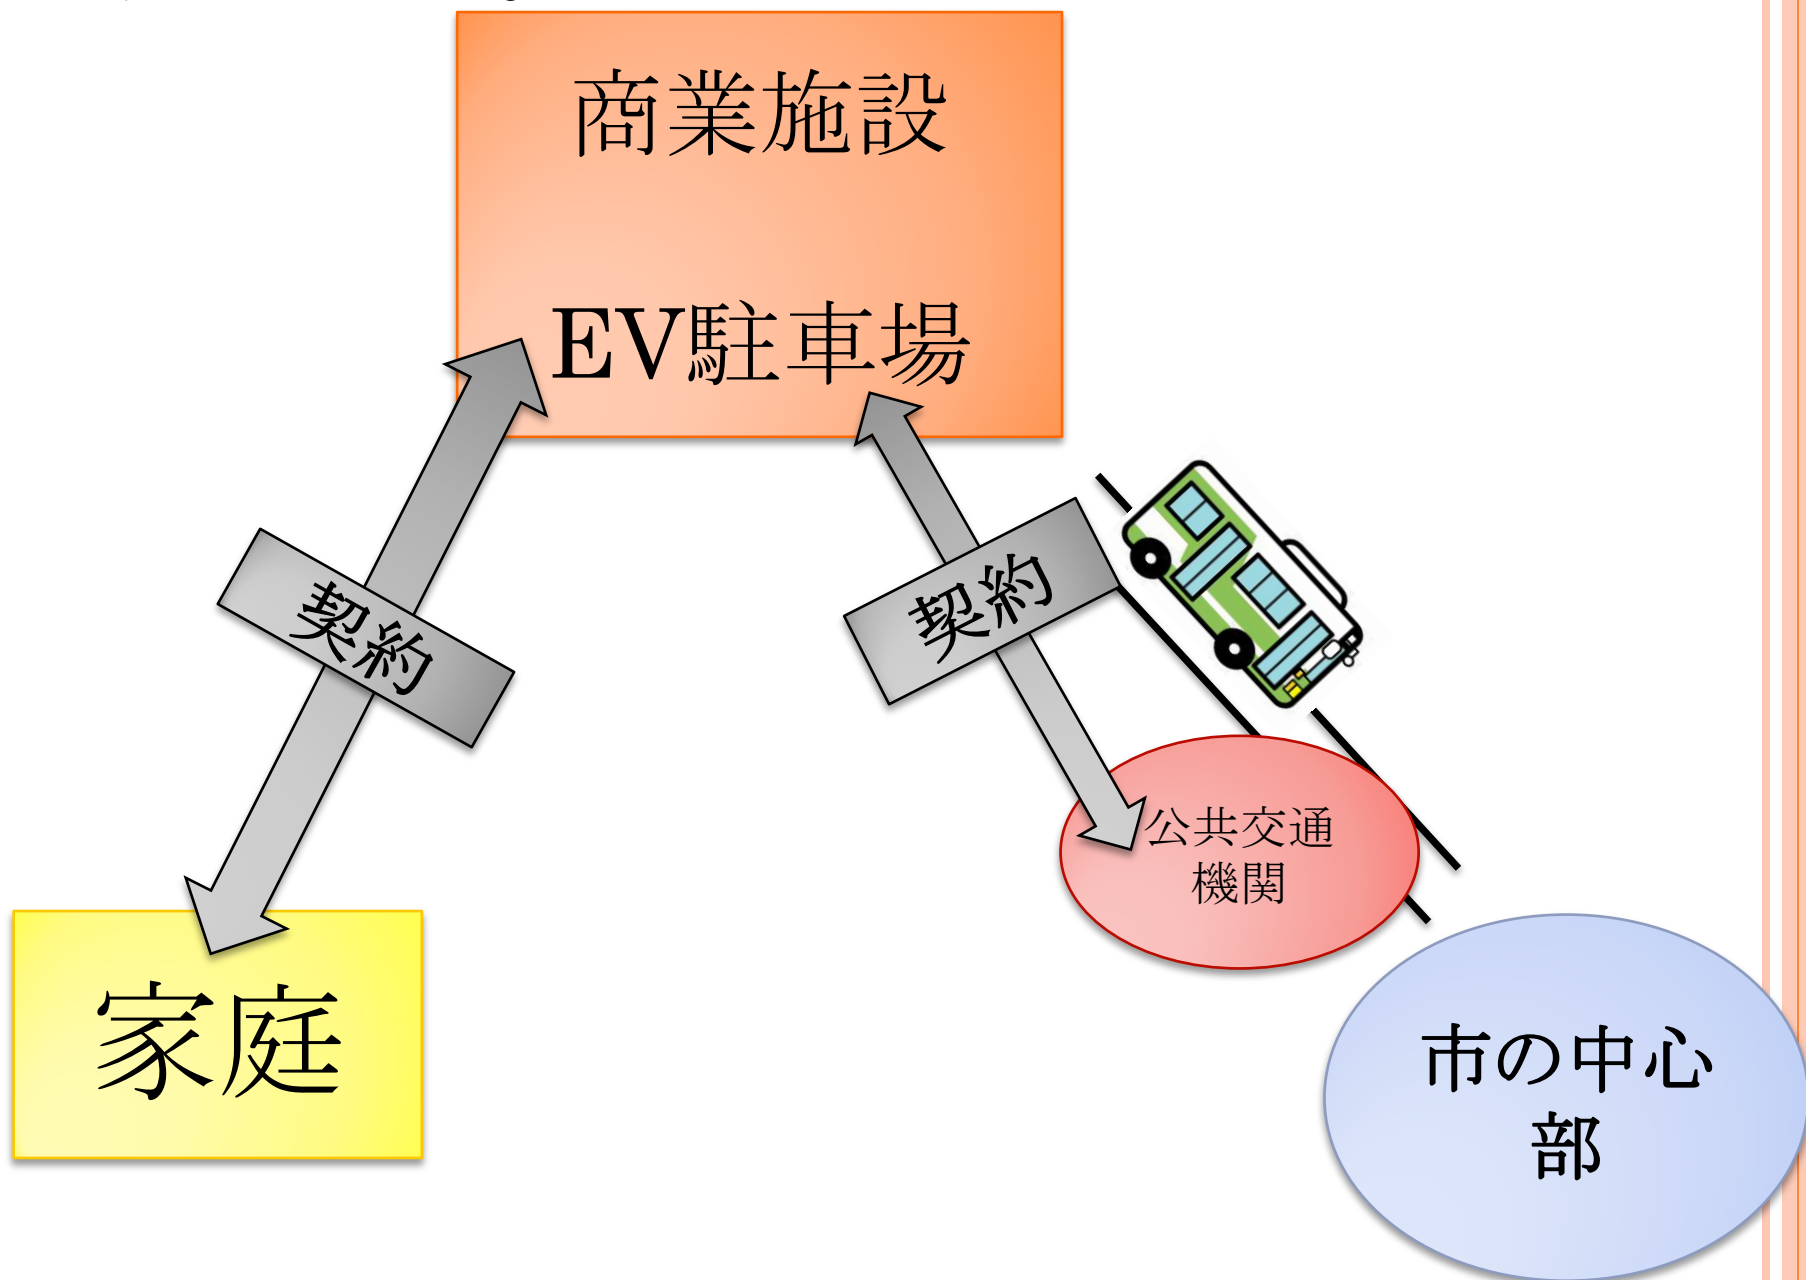 商業施設
EV駐車場
契約
契約
公共交通
機関
家庭
市の中心
部